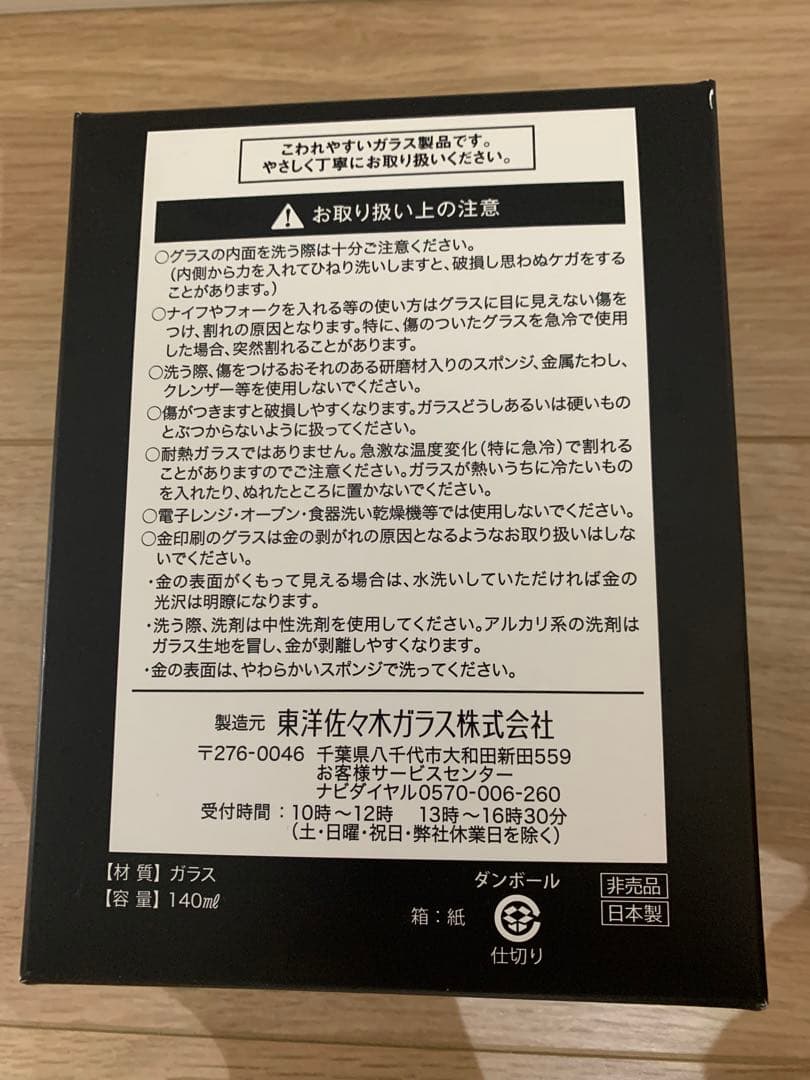 こわれやすいガラス製品です。
やさしく丁寧にお取り扱いください。
お取り扱い上の注意
○グラスの内面を洗う際は十分ご注意ください。
(内側から力を入れてひねり洗いしますと、破損し思わぬケガをする
ことがあります。)
○ナイフやフォークを入れる等の使い方はグラスに目に見えない傷を
つけ、割れの原因となります。特に、傷のついたグラスを急冷で使用
した場合、突然割れることがあります。
○洗う際、傷をつけるおそれのある研磨材入りのスポンジ、金属たわし、
クレンザー等を使用しないでください。
○傷がつきますと破損しやすくなります。ガラスどうしあるいは硬いもの
とぶつからないように扱ってください。
○耐熱ガラスではありません。急激な温度変化(特に急冷)で割れる
ことがありますのでご注意ください。ガラスが熱いうちに冷たいもの
を入れたり、ぬれたところに置かないでください。
○電子レンジ・オーブン・食器洗い乾燥機等では使用しないでください。
○金印刷のグラスは金の剥がれの原因となるようなお取り扱いはしな
いでください。
・金の表面がくもって見える場合は、水洗いしていただければ金の
光沢は明瞭になります。
・洗う際、洗剤は中性洗剤を使用してください。アルカリ系の洗剤は
ガラス生地を冒し、金が剥離しやすくなります。
・金の表面は、やわらかいスポンジで洗ってください。
製造元 東洋佐々木ガラス株式会社
〒276-0046 千葉県八千代市大和田新田559
お客様サービスセンター
ナビダイヤル0570-006-260
受付時間:10時〜12時 13時〜16時30分
(土・日曜・祝日・弊社休業日を除く)
【材 質】ガラス
【容 量】140㎖
箱:紙
ダンボール
仕切り
非売品
日本製